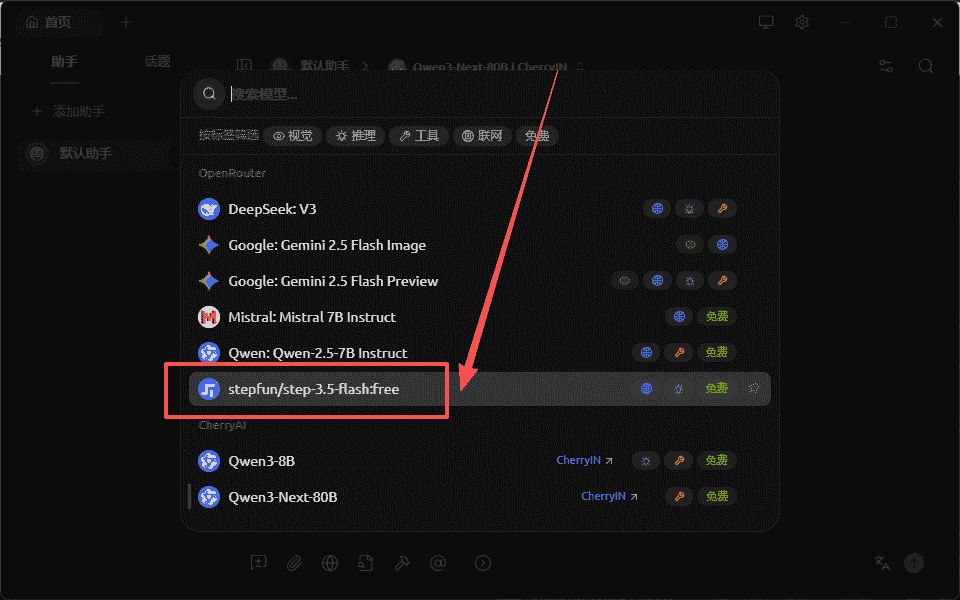 首页
助手
话题
默认助手
Qwen3-Next-80B | CherryIN
添加助手
默认助手
搜索模型...
按标签筛选 视觉 推理 工具 联网 免费
OpenRouter
DeepSeek: V3
Google: Gemini 2.5 Flash Image
Google: Gemini 2.5 Flash Preview
Mistral: Mistral 7B Instruct 免费
Qwen: Qwen-2.5-7B Instruct 免费
stepfun/step-3.5-flash:free 免费
CherryAI
Qwen3-8B CherryIN 免费
Qwen3-Next-80B CherryIN 免费